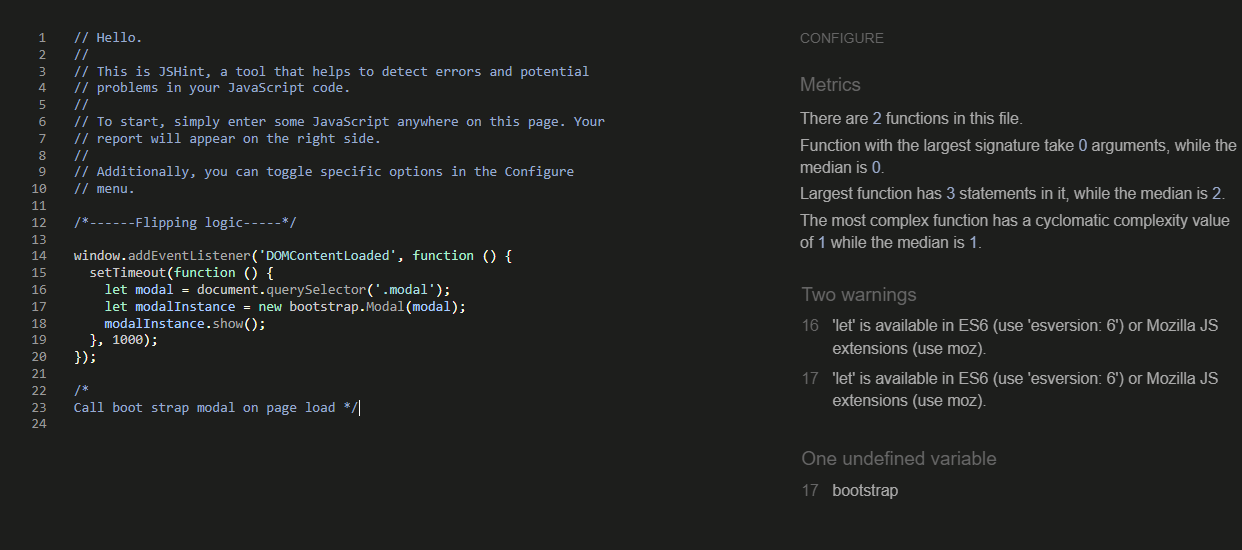 1 // Hello.
2 //
3 // This is JSHint, a tool that helps to detect errors and potential
4 // problems in your JavaScript code.
5 //
6 // To start, simply enter some JavaScript anywhere on this page. Your
7 // report will appear on the right side.
8 //
9 // Additionally, you can toggle specific options in the Configure
10 // menu.
11
12 /*------Flipping logic-----*/
13
14 window.addEventListener('DOMContentLoaded', function () {
15   setTimeout(function () {
16     let modal = document.querySelector('.modal');
17     let modalInstance = new bootstrap.Modal(modal);
18     modalInstance.show();
19   }, 1000);
20 });
21
22 /*
23 Call boot strap modal on page load */
24
CONFIGURE
Metrics
There are 2 functions in this file.
Function with the largest signature take 0 arguments, while the
median is 0.
Largest function has 3 statements in it, while the median is 2.
The most complex function has a cyclomatic complexity value
of 1 while the median is 1.
Two warnings
16 'let' is available in ES6 (use 'esversion: 6') or Mozilla JS
extensions (use moz).
17 'let' is available in ES6 (use 'esversion: 6') or Mozilla JS
extensions (use moz).
One undefined variable
17 bootstrap